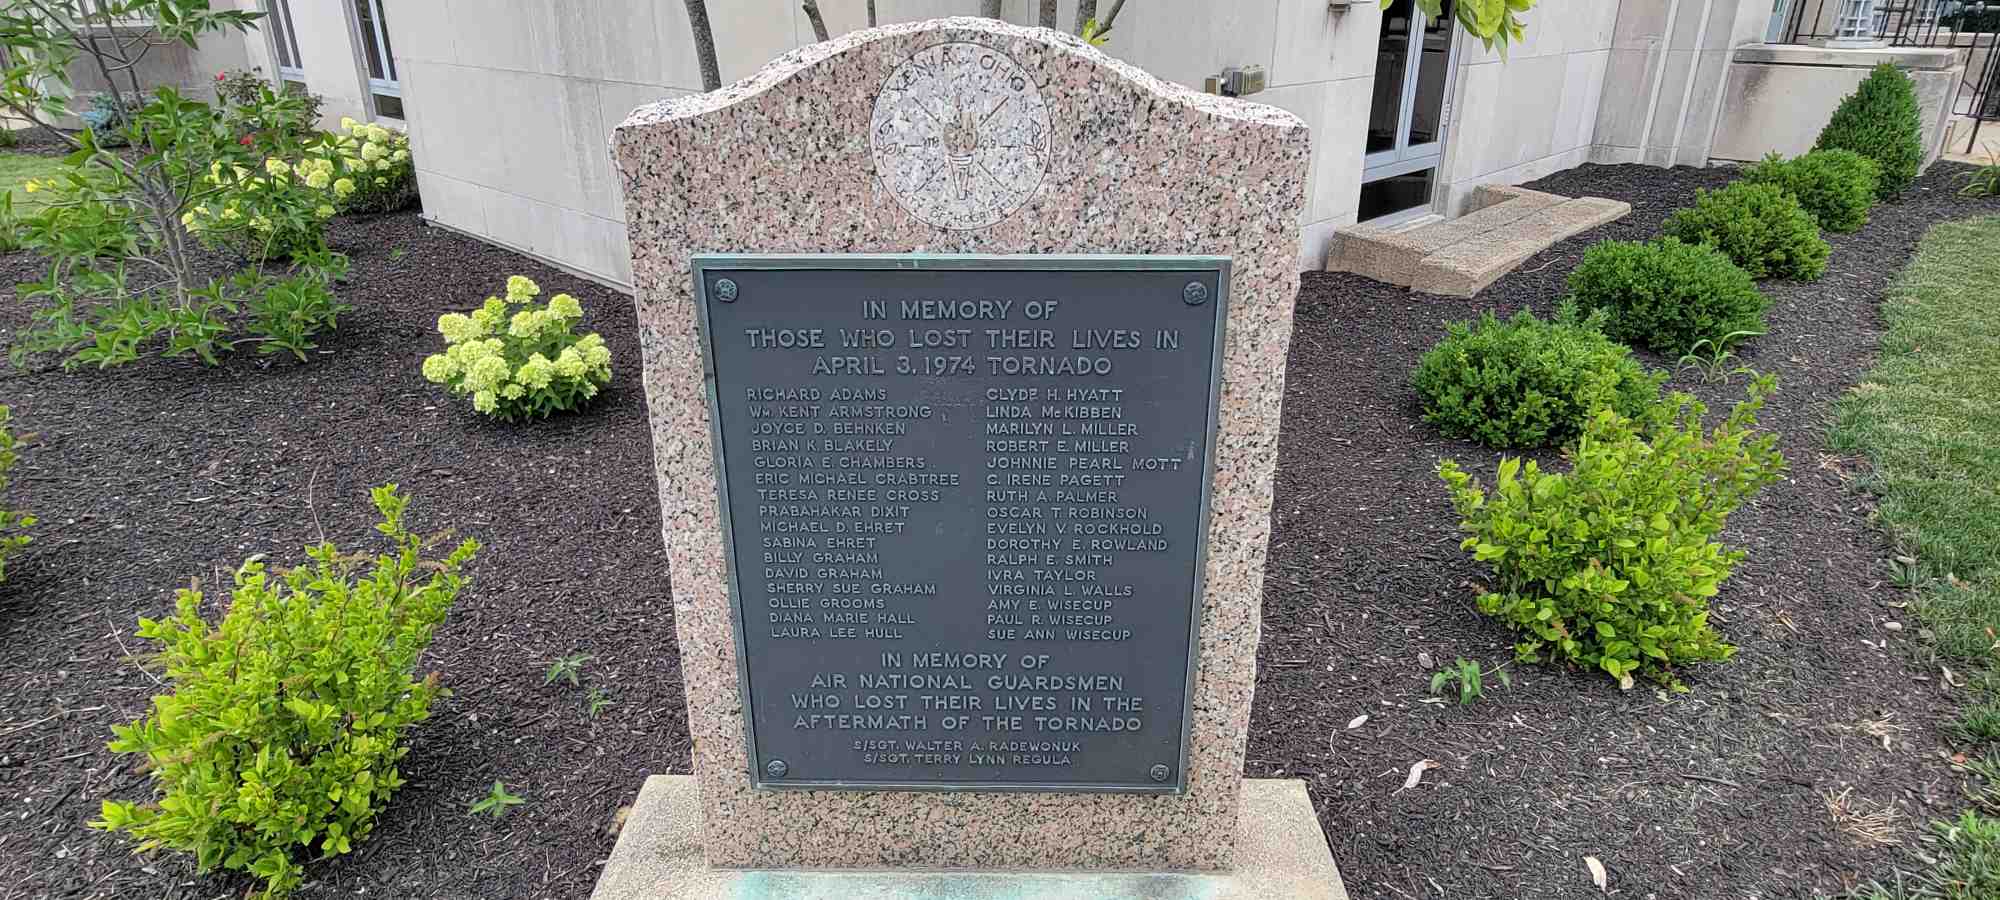 XENIA, OHIO
IN MEMORY OF
THOSE WHO LOST THEIR LIVES IN
APRIL 3, 1974 TORNADO
RICHARD ADAMS
WM. KENT ARMSTRONG
JOYCE D. BEHNKEN
BRIAN K. BLAKELY
GLORIA E. CHAMBERS
ERIC MICHAEL CRABTREE
TERESA RENEE CROSS
PRABAHAKAR DIXIT
MICHAEL D. EHRET
SABINA EHRET
BILLY GRAHAM
DAVID GRAHAM
SHERRY SUE GRAHAM
OLLIE GROOMS
DIANA MARIE HALL
LAURA LEE HULL
CLYDE H. HYATT
LINDA McKIBBEN
MARILYN L. MILLER
ROBERT E. MILLER
JOHNNIE PEARL MOTT
C. IRENE PAGETT
RUTH A. PALMER
OSCAR T. ROBINSON
EVELYN V. ROCKHOLD
DOROTHY E. ROWLAND
RALPH E. SMITH
IVRA TAYLOR
VIRGINIA L. WALLS
AMY E. WISECUP
PAUL R. WISECUP
SUE ANN WISECUP
IN MEMORY OF
AIR NATIONAL GUARDSMEN
WHO LOST THEIR LIVES IN THE
AFTERMATH OF THE TORNADO
S/SGT. WALTER A. RADEWONUK
S/SGT. TERRY LYNN REGULA